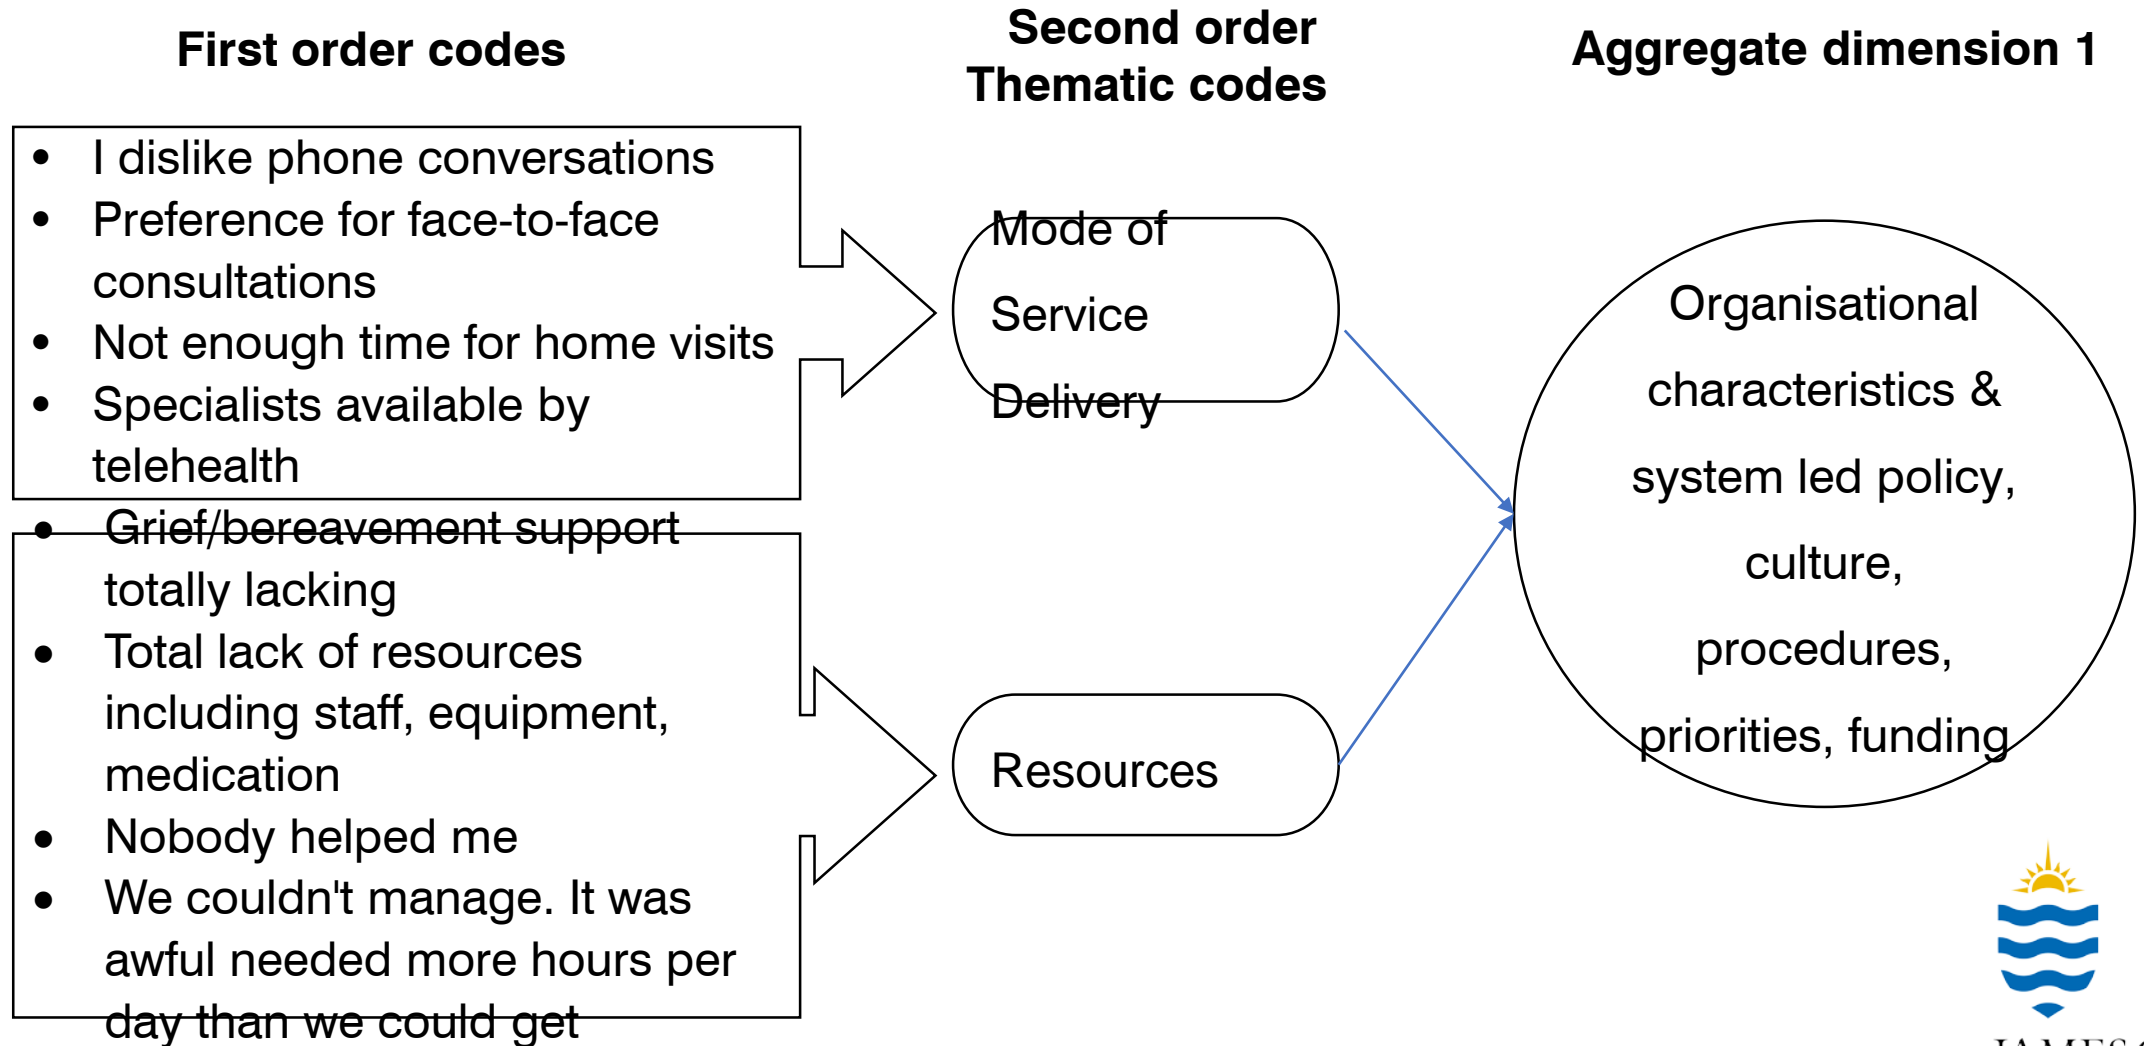 First order codes
Second order
Thematic codes
Aggregate dimension 1
• I dislike phone conversations
• Preference for face-to-face
consultations
• Not enough time for home visits
• Specialists available by
telehealth
• Grief/bereavement support
totally lacking
• Total lack of resources
including staff, equipment,
medication
• Nobody helped me
• We couldn't manage. It was
awful needed more hours per
day than we could get
Mode of
Service
Delivery
Resources
Organisational
characteristics &
system led policy,
culture,
procedures,
priorities, funding